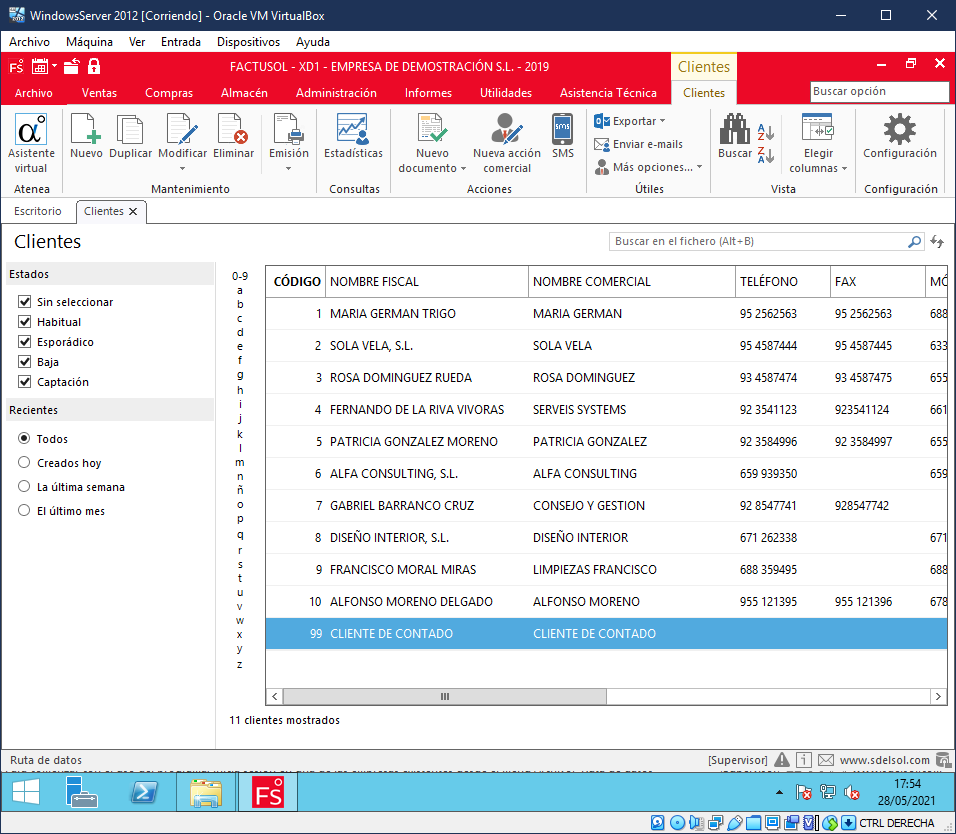 WindowsServer 2012 [Corriendo] - Oracle VM VirtualBox
Archivo Máquina Ver Entrada Dispositivos Ayuda
FS FACTUSOL - XD1 - EMPRESA DE DEMOSTRACIÓN S.L. - 2019 Clientes
Archivo Ventas Compras Almacén Administración Informes Utilidades Asistencia Técnica Clientes Buscar opción
Asistente virtual
Nuevo Duplicar Modificar Eliminar Emisión
Estadísticas
Nuevo documento Nueva acción comercial SMS
Exportar
Enviar e-mails
Más opciones...
Buscar Elegir columnas
Configuración
Atenea Mantenimiento Consultas Acciones Útiles Vista Configuración
Escritorio Clientes
Clientes
Buscar en el fichero (Alt+B)
Estados
Sin seleccionar
Habitual
Esporádico
Baja
Captación
Recientes
Todos
Creados hoy
La última semana
El último mes
0-9
a
b
c
d
e
f
g
h
i
j
k
l
m
n
ñ
o
p
q
r
s
t
u
v
w
x
y
z
CÓDIGO NOMBRE FISCAL NOMBRE COMERCIAL TELÉFONO FAX MÓ
1 MARIA GERMAN TRIGO MARIA GERMAN 95 2562563 95 2562563 688
2 SOLA VELA, S.L. SOLA VELA 95 4587444 95 4587445 633
3 ROSA DOMINGUEZ RUEDA ROSA DOMINGUEZ 93 4587474 93 4587475 655
4 FERNANDO DE LA RIVA VIVORAS SERVEIS SYSTEMS 92 3541123 923541124 661
5 PATRICIA GONZALEZ MORENO PATRICIA GONZALEZ 92 3584996 92 3584997 655
6 ALFA CONSULTING, S.L. ALFA CONSULTING 659 939350 659
7 GABRIEL BARRANCO CRUZ CONSEJO Y GESTION 92 8547741 928547742
8 DISEÑO INTERIOR, S.L. DISEÑO INTERIOR 671 262338 671
9 FRANCISCO MORAL MIRAS LIMPIEZAS FRANCISCO 688 359495 688
10 ALFONSO MORENO DELGADO ALFONSO MORENO 955 121395 955 121396 678
99 CLIENTE DE CONTADO CLIENTE DE CONTADO
11 clientes mostrados
Ruta de datos [Supervisor] www.sdelsol.com
FS
17:54
28/05/2021
CTRL DERECHA